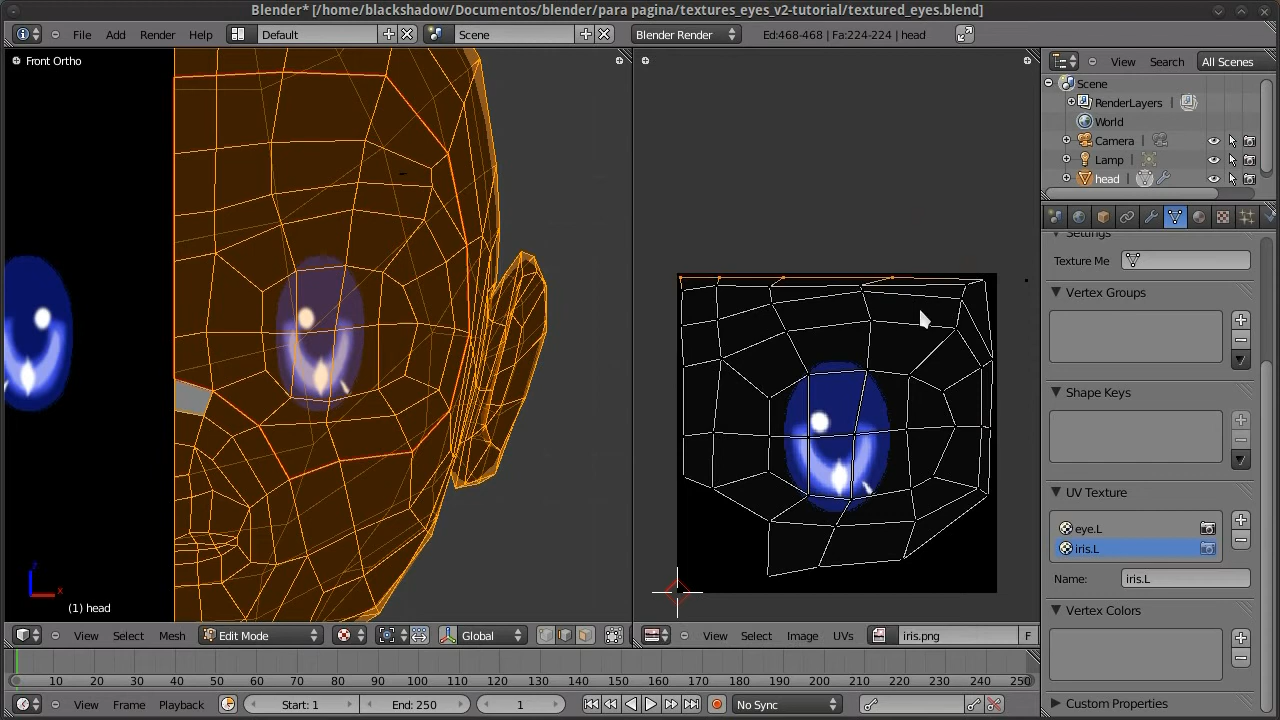 Blender* [/home/blackshadow/Documentos/blender/para pagina/textures_eyes_v2-tutorial/textured_eyes.blend]
File Add Render Help Default Scene Blender Render Ed:468-468 | Fa:224-224 | head
Front Ortho
View Search All Scenes
Scene
RenderLayers
World
Camera
Lamp
head
Settings
Texture Me
Vertex Groups
Shape Keys
UV Texture
eye.L
iris.L
Name: iris.L
Vertex Colors
Custom Properties
z
x
(1) head
View Select Mesh Edit Mode Global
View Select Image UVs iris.png F
10 20 30 40 50 60 70 80 90 100 110 120 130 140 150 160 170 180 190 200 210 220 230 240 250
View Frame Playback Start: 1 End: 250 1 No Sync